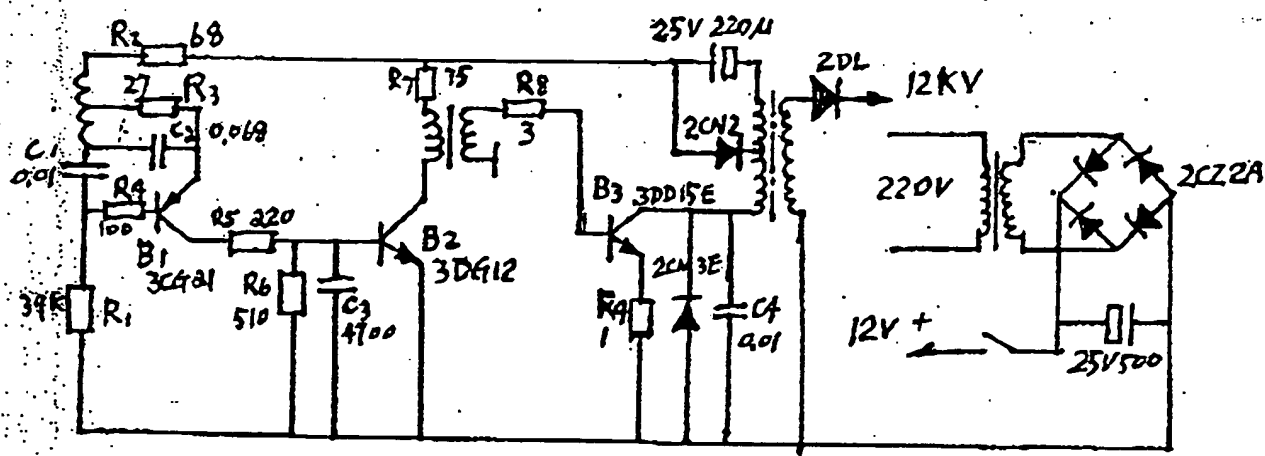 R2 68
25V 220μ
2DL
12KV
27 R3
R7 75
R8
3
C2 0,068
2CN2
C1
0,01
R4
100
220V
2CZ2A
B1
3CG21
R5 220
B2
3DG12
B3 3DD15E
39K R1
R6
510
C3
4700
2CN3E
R9
1
C4
0,01
12V +
25V500